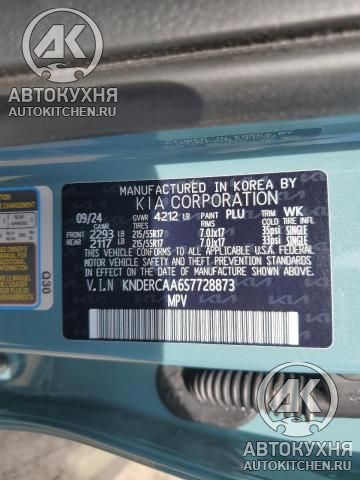 АК
АВТОКУХНЯ
AUTOKITCHEN.RU
MANUFACTURED IN KOREA BY
KIA CORPORATION
09/24 GVWR 4212 LB PAINT PLU TRIM WK
TIRES RIMS COLD TIRE INFL
FRONT 2293 LB 215/55R17 7.0Jx17 35psi SINGLE
REAR 2117 LB 215/55R17 7.0Jx17 33psi SINGLE
THIS VEHICLE CONFORMS TO ALL APPLICABLE U.S.A. FEDERAL
MOTOR VEHICLE SAFETY, BUMPER, AND THEFT PREVENTION STANDARDS
IN EFFECT ON THE DATE OF MANUFACTURE SHOWN ABOVE.
V.I.N KNDERCAA6S7728873
MPV
Q30
АК
АВТОКУХНЯ
AUTOKITCHEN.RU